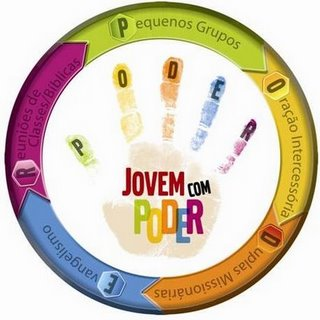 Pequenos Grupos
Oração Intercessória
Duplas Missionárias
Evangelismo
Reuniões de
Classes/Bíblicas
P O D E R
JOVEM COM
PODER